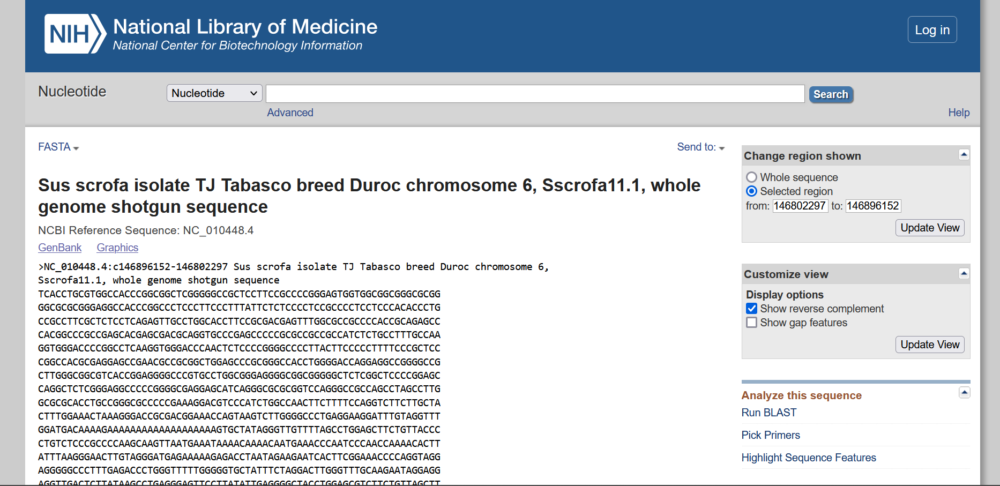 NIH National Library of Medicine
National Center for Biotechnology Information
Log in
Nucleotide
Nucleotide
Search
Advanced
Help
FASTA
Send to:
Sus scrofa isolate TJ Tabasco breed Duroc chromosome 6, Sscrofa11.1, whole
genome shotgun sequence
NCBI Reference Sequence: NC_010448.4
GenBank Graphics
>NC_010448.4:c146896152-146802297 Sus scrofa isolate TJ Tabasco breed Duroc chromosome 6,
Sscrofa11.1, whole genome shotgun sequence
TCACCTGCGTGGCCACCCGGCGGCTCGGGGGCCGCTCCTTCCGCCCCGGGAGTGGTGGCGGCGGGCGCGG
GGCGCGCGGGAGGCCACCCGGCCCTCCCTTCCCTTTATTCTCTCCCCTCCGCCCCTCCTCCCACACCCTG
CCGCCTTCGCTCTCCTCAGAGTTGCCTGGCACCTTCCGCGACGAGTTTGGCGCCGCCCCACCGCAGAGCC
CACGGCCCGCCGAGCACGAGCGACGCAGGTGCCCGAGCCCCCGCGCCGCCGCCATCTCTGCCTTTGCCAA
GGTGGGACCCCGGCCTCAAGGTGGGACCCAACTCTCCCCGGGGCCCCTTACTTCCCCCTTTTCCCGCTCC
CGGCCACGCGAGGAGCCGAACGCCGCGGCTGGAGCCCGCGGGCCACCTGGGGACCAGGAGGCCGGGGCCG
CTTGGGCGGCGTCACCGGAGGGGCCCGTGCCTGGCGGGAGGGGCGGCGGGGGCTCTCGGCTCCCCGGAGC
CAGGCTCTCGGGAGGCCCCCGGGGCGAGGAGCATCAGGGCGCGCGGTCCAGGGCCGCCAGCCTAGCCTTG
GCGCGCACCTGCCGGGCGCCCCCGAAAGGACGTCCCATCTGGCCAACTTCTTTTCCAGGTCTTCTTGCTA
CTTTGGAAACTAAAGGGACCGCGACGGAAACCAGTAAGTCTTGGGGCCCTGAGGAAGGATTTGTAGGTTT
GGATGACAAAAGAAAAAAAAAAAAAAAAAAAGTGCTATAGGGTTGTTTTAGCCTGGAGCTTCTGTTACCC
CTGTCTCCCGCCCCAAGCAAGTTAATGAAATAAAACAAAACAATGAAACCCAATCCCAACCAAAACACTT
ATTTAAGGGAACTTGTAGGGATGAGAAAAAGAGACCTAATAGAAGAATCACTTCGGAAACCCCAGGTAGG
AGGGGGCCCTTTGAGACCCTGGGTTTTTGGGGGTGCTATTTCTAGGACTTGGGTTTGCAAGAATAGGAGG
AGGTTGACTCTTATAAGCCTGAGGGAGTTCCTTATATTGAGGGGCTACCTGGAGCGTCTTCTGTTAGCTT
Change region shown
Whole sequence
Selected region
from: 146802297 to: 146896152
Update View
Customize view
Display options
Show reverse complement
Show gap features
Update View
Analyze this sequence
Run BLAST
Pick Primers
Highlight Sequence Features